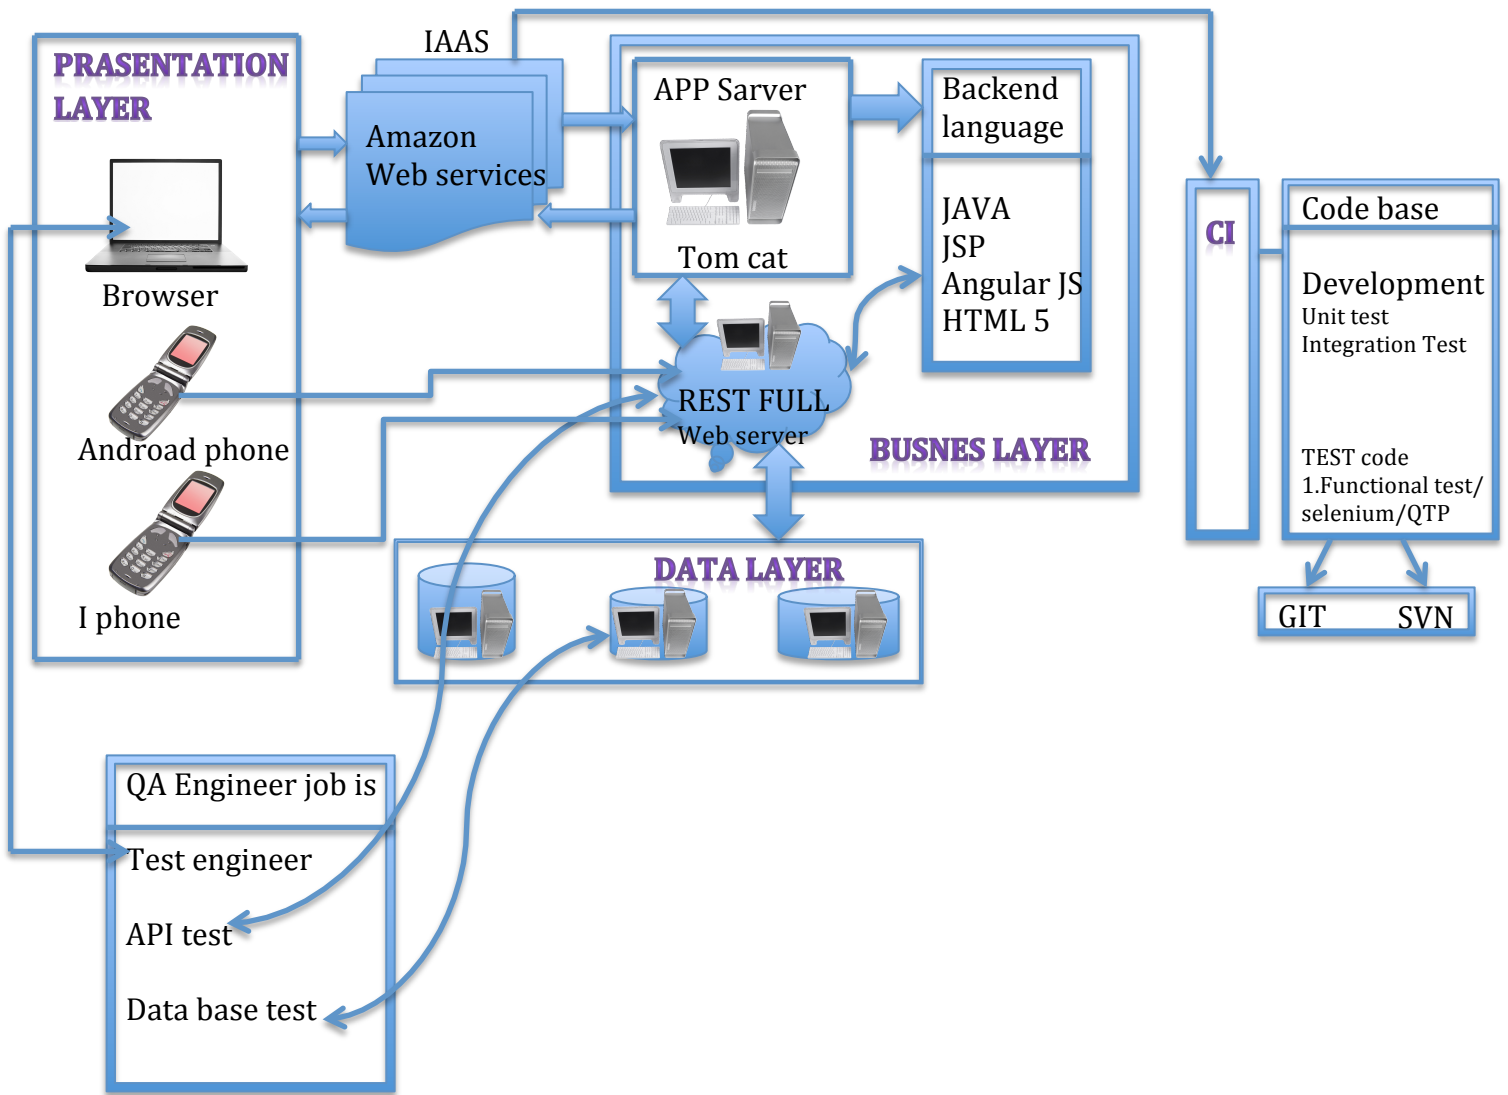 PRASENTATION
LAYER
Browser
Androad phone
I phone
IAAS
Amazon
Web services
APP Sarver
Tom cat
Backend
language
JAVA
JSP
Angular JS
HTML 5
REST FULL
Web server
BUSNES LAYER
DATA LAYER
CI
Code base
Development
Unit test
Integration Test
TEST code
1.Functional test/
selenium/QTP
GIT SVN
QA Engineer job is
Test engineer
API test
Data base test